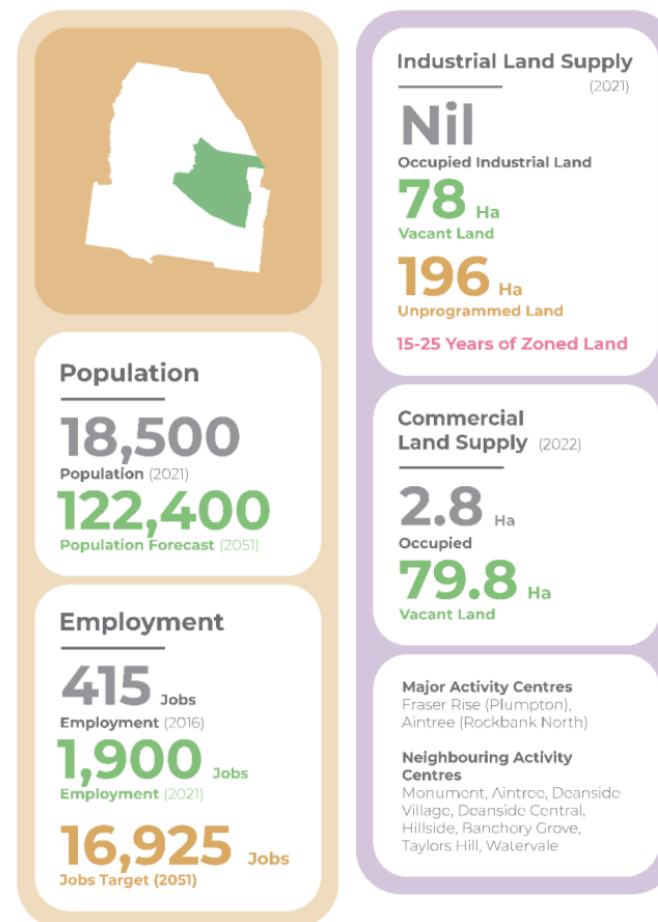 Population
18,500
Population (2021)
122,400
Population Forecast (2051)
Employment
415 Jobs
Employment (2016)
1,900 Jobs
Employment (2021)
16,925 Jobs
Jobs Target (2051)
Industrial Land Supply
(2021)
Nil
Occupied Industrial Land
78 Ha
Vacant Land
196 Ha
Unprogrammed Land
15-25 Years of Zoned Land
Commercial
Land Supply (2022)
2.8 Ha
Occupied
79.8 Ha
Vacant Land
Major Activity Centres
Fraser Rise (Plumpton),
Aintree (Rockbank North)
Neighbouring Activity
Centres
Monument, Aintree, Deanside
Village, Deanside Central,
Hillside, Banchory Grove,
Taylors Hill, Watervale